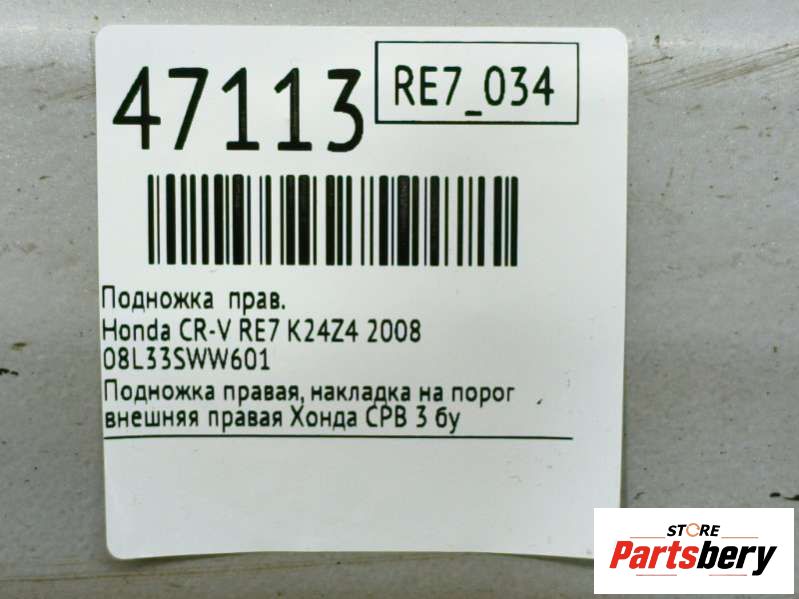 47113
RE7_034
Подножка прав.
Honda CR-V RE7 K24Z4 2008
08L33SWW601
Подножка правая, накладка на порог
внешняя правая Хонда СРВ 3 бу
STORE
Partsbery